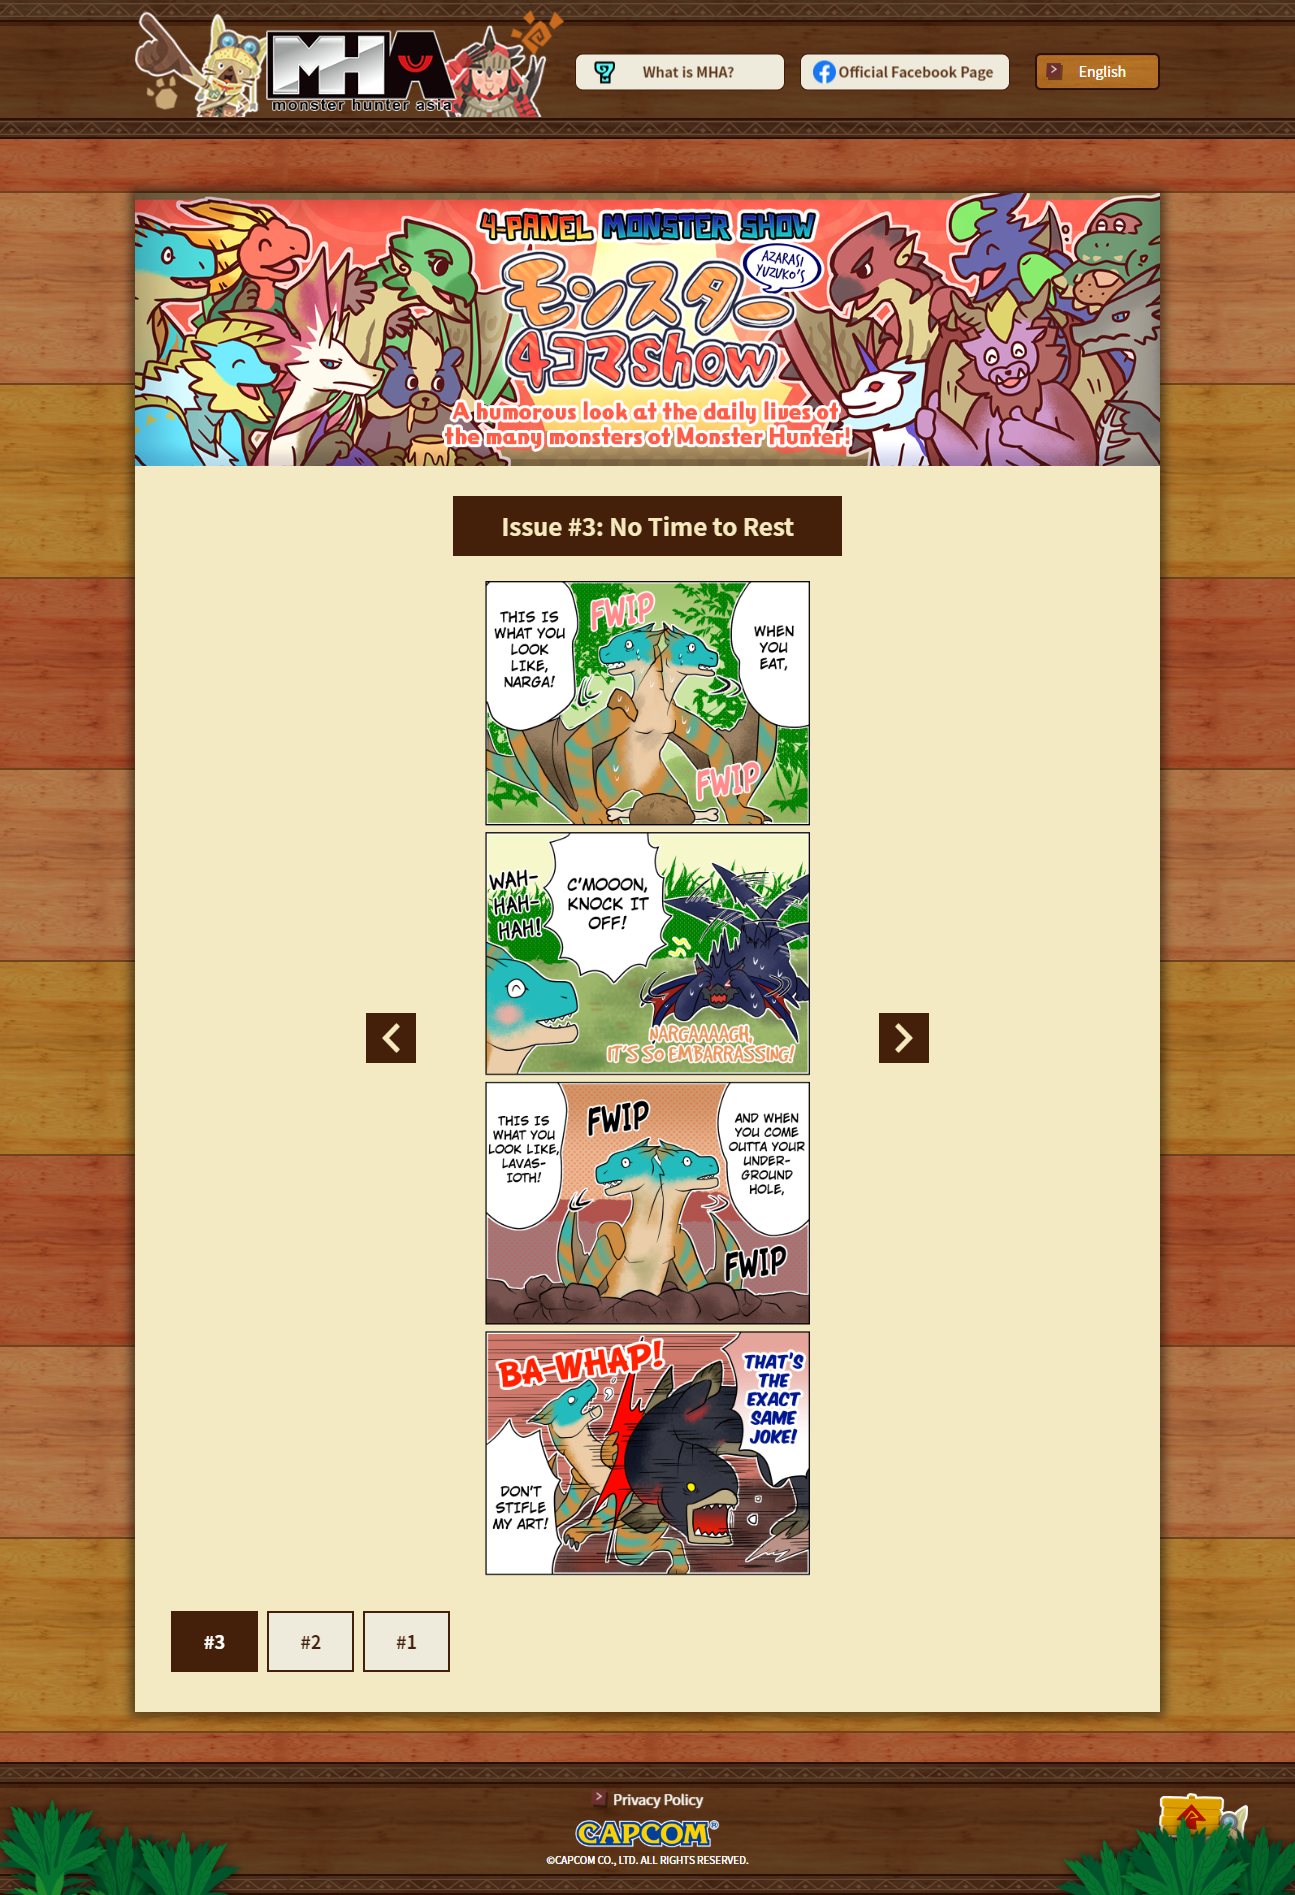 MHA
monster hunter asia
What is MHA?
Official Facebook Page
English
4-PANEL MONSTER SHOW
AZARASI
YUZUKO'S
モンスター
4コマshow
A humorous look at the daily lives of
the many monsters of Monster Hunter!
Issue #3: No Time to Rest
THIS IS
WHAT YOU
LOOK
LIKE,
NARGA!
FWIP
WHEN
YOU
EAT,
FWIP
WAH-
HAH-
HAH!
C'MOOON,
KNOCK IT
OFF!
NARGAAAAGH,
IT'S SO EMBARRASSING!
THIS IS
WHAT YOU
LOOK LIKE,
LAVAS-
IOTH!
FWIP
AND WHEN
YOU COME
OUTTA YOUR
UNDER-
GROUND
HOLE,
FWIP
BA-WHAP!
THAT'S
THE
EXACT
SAME
JOKE!
DON'T
STIFLE
MY ART!
#3
#2
#1
Privacy Policy
CAPCOM®
©CAPCOM CO., LTD. ALL RIGHTS RESERVED.